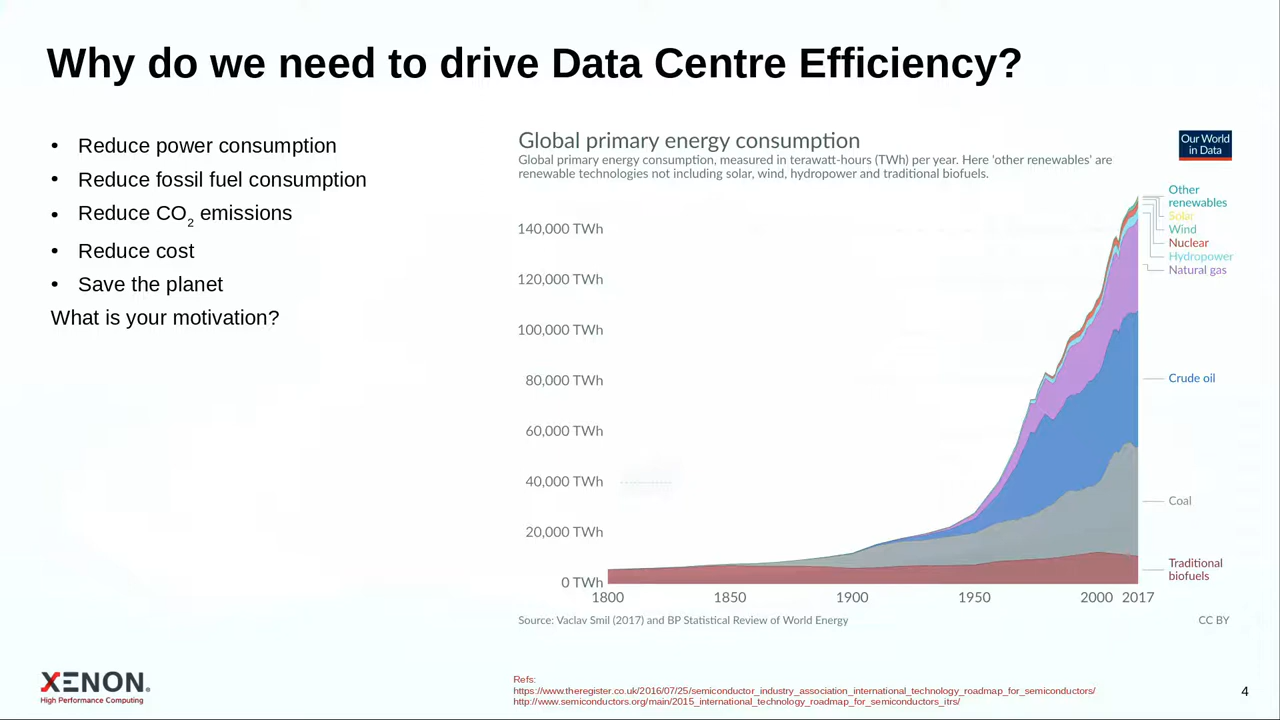 Why do we need to drive Data Centre Efficiency?
• Reduce power consumption
• Reduce fossil fuel consumption
• Reduce CO2 emissions
• Reduce cost
• Save the planet
What is your motivation?
Global primary energy consumption
Global primary energy consumption, measured in terawatt-hours (TWh) per year. Here 'other renewables' are
renewable technologies not including solar, wind, hydropower and traditional biofuels.
Our World
in Data
140,000 TWh
120,000 TWh
100,000 TWh
80,000 TWh
60,000 TWh
40,000 TWh
20,000 TWh
0 TWh
1800
1850
1900
1950
2000
2017
Other
renewables
Solar
Wind
Nuclear
Hydropower
Natural gas
Crude oil
Coal
Traditional
biofuels
Source: Vaclav Smil (2017) and BP Statistical Review of World Energy
CC BY
XENON.
High Performance Computing
Refs:
https://www.theregister.co.uk/2016/07/25/semiconductor_industry_association_international_technology_roadmap_for_semiconductors/
http://www.semiconductors.org/main/2015_international_technology_roadmap_for_semiconductors_itrs/
4